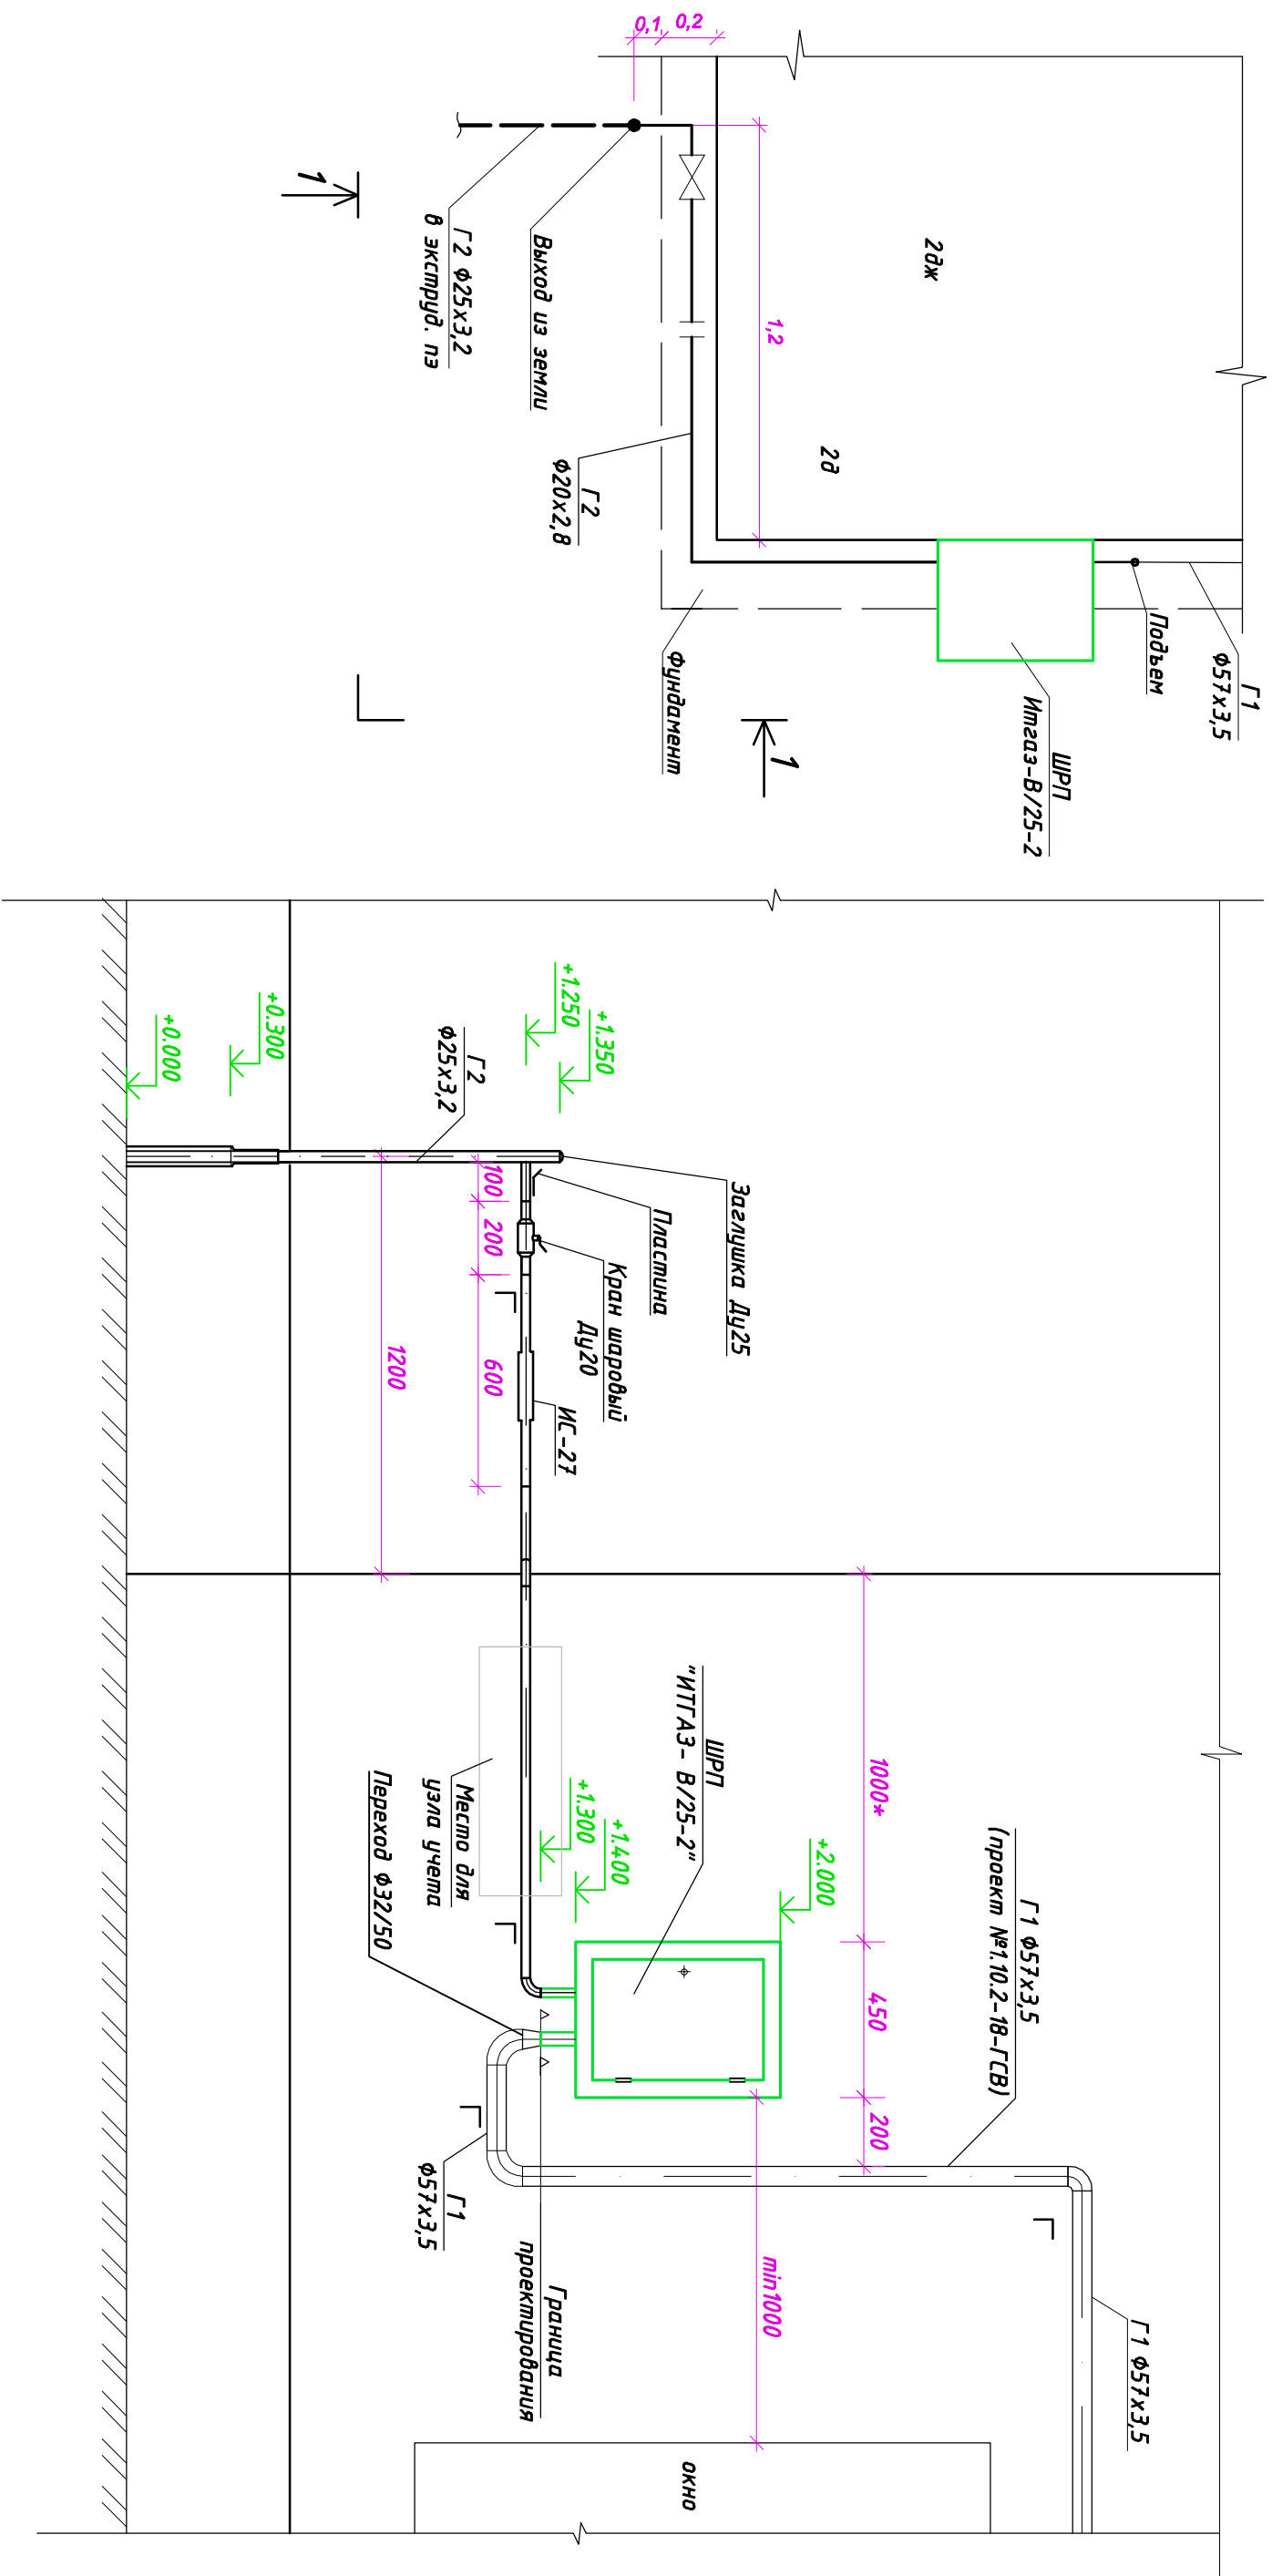 0,1
0,2
1
Г2 Ф25х3,2
в экструд. пэ
Выход из земли
2дж
1,2
2д
Г2
Ф20х2,8
Фундамент
1
Подъем
Г1
Ф57х3,5
ШРП
Итгаз-В/25-2
+0.000
+0.300
+1.250
+1.350
Г2
Ф25х3,2
100
200
600
1200
Заглушка Ду25
Пластина
Кран шаровый
Ду20
ИС-27
1000*
450
200
min1000
ШРП
"ИТГАЗ- В/25-2"
+1.300
+1.400
+2.000
Место для
узла учета
Переход Ф32/50
Г1 Ф57х3,5
(проект №1.10.2-18-ГСВ)
Г1
Ф57х3,5
Граница
проектирования
Г1 Ф57х3,5
окно